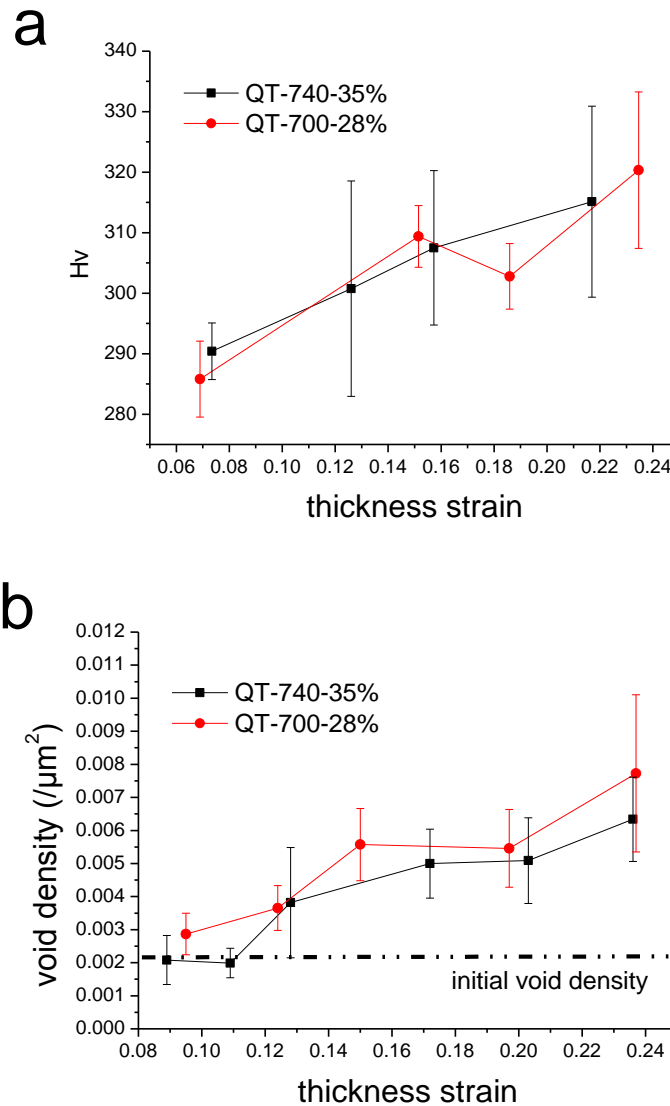 a
340
330
320
310
300
290
280
Hv
QT-740-35%
QT-700-28%
0.06 0.08 0.10 0.12 0.14 0.16 0.18 0.20 0.22 0.24
thickness strain
b
0.012
0.011
0.010
0.009
0.008
0.007
0.006
0.005
0.004
0.003
0.002
0.001
0.000
void density (/μm²)
QT-740-35%
QT-700-28%
initial void density
0.08 0.10 0.12 0.14 0.16 0.18 0.20 0.22 0.24
thickness strain